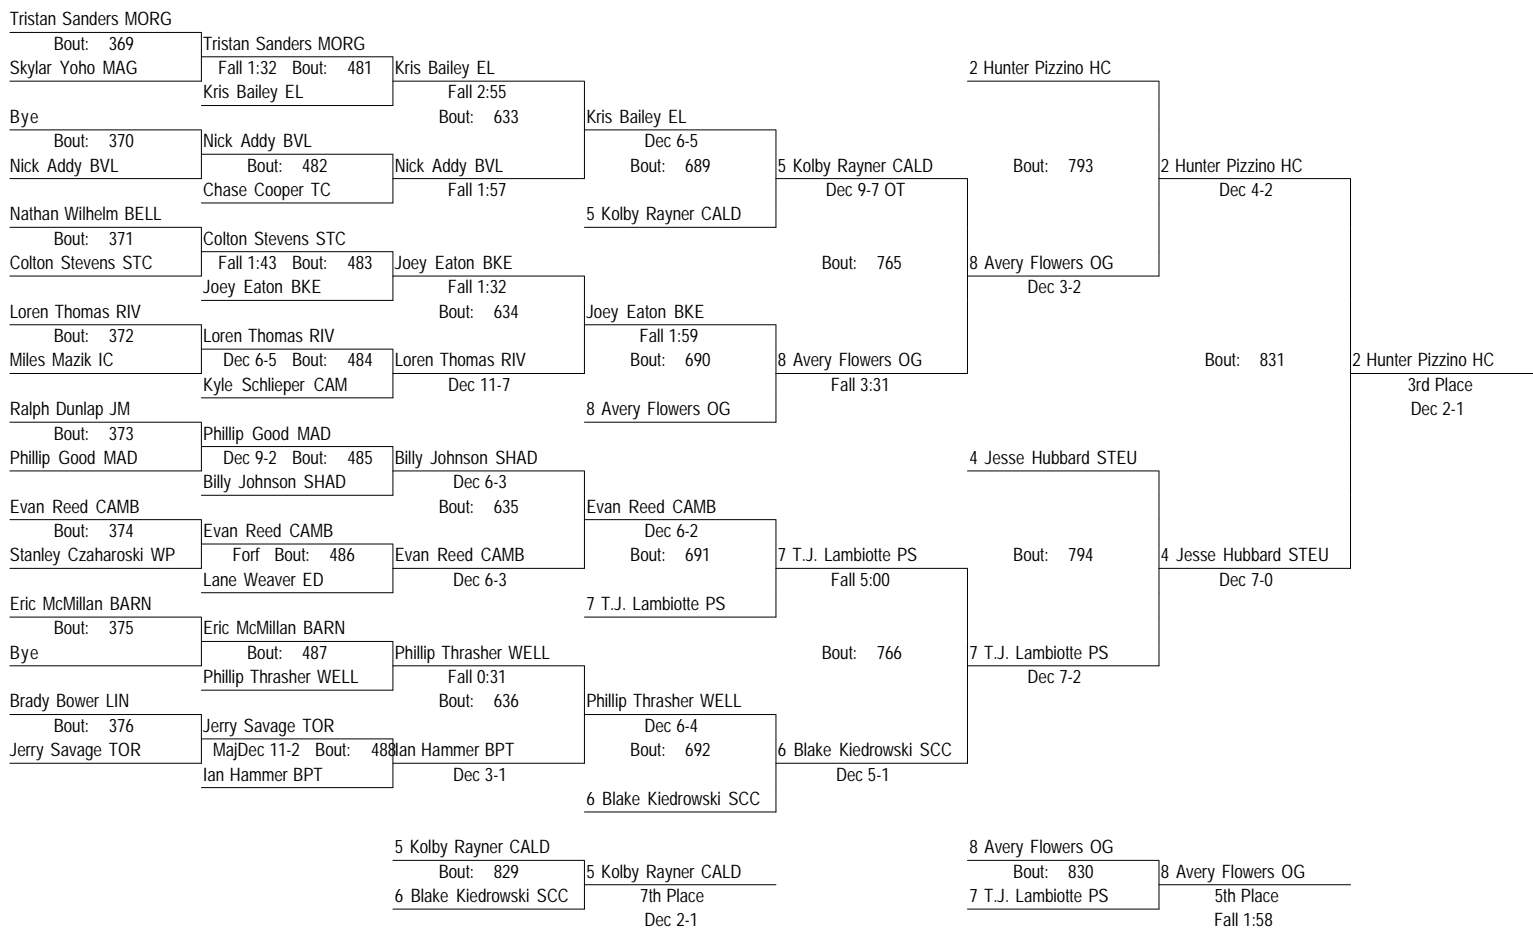 Tristan Sanders MORG
Bout: 369
Skylar Yoho MAG
Bye
Bout: 370
Nick Addy BVL
Nathan Wilhelm BELL
Bout: 371
Colton Stevens STC
Loren Thomas RIV
Bout: 372
Miles Mazik IC
Ralph Dunlap JM
Bout: 373
Phillip Good MAD
Evan Reed CAMB
Bout: 374
Stanley Czaharoski WP
Eric McMillan BARN
Bout: 375
Bye
Brady Bower LIN
Bout: 376
Jerry Savage TOR
Tristan Sanders MORG
Fall 1:32 Bout: 481
Kris Bailey EL
Nick Addy BVL
Bout: 482
Chase Cooper TC
Colton Stevens STC
Fall 1:43 Bout: 483
Joey Eaton BKE
Loren Thomas RIV
Dec 6-5 Bout: 484
Kyle Schlieper CAM
Phillip Good MAD
Dec 9-2 Bout: 485
Billy Johnson SHAD
Evan Reed CAMB
Forf Bout: 486
Lane Weaver ED
Eric McMillan BARN
Bout: 487
Phillip Thrasher WELL
Jerry Savage TOR
MajDec 11-2 Bout: 488
Ian Hammer BPT
Kris Bailey EL
Fall 2:55
Bout: 633
Nick Addy BVL
Fall 1:57
Joey Eaton BKE
Fall 1:32
Bout: 634
Loren Thomas RIV
Dec 11-7
Billy Johnson SHAD
Dec 6-3
Bout: 635
Evan Reed CAMB
Dec 6-3
Phillip Thrasher WELL
Fall 0:31
Bout: 636
Ian Hammer BPT
Dec 3-1
Kris Bailey EL
Dec 6-5
Bout: 689
5 Kolby Rayner CALD
Joey Eaton BKE
Fall 1:59
Bout: 690
8 Avery Flowers OG
Evan Reed CAMB
Dec 6-2
Bout: 691
7 T.J. Lambiotte PS
Phillip Thrasher WELL
Dec 6-4
Bout: 692
6 Blake Kiedrowski SCC
5 Kolby Rayner CALD
Dec 9-7 OT
Bout: 765
8 Avery Flowers OG
Fall 3:31
7 T.J. Lambiotte PS
Fall 5:00
Bout: 766
6 Blake Kiedrowski SCC
Dec 5-1
2 Hunter Pizzino HC
Bout: 793
8 Avery Flowers OG
Dec 3-2
4 Jesse Hubbard STEU
Bout: 794
7 T.J. Lambiotte PS
Dec 7-2
2 Hunter Pizzino HC
Dec 4-2
Bout: 831
4 Jesse Hubbard STEU
Dec 7-0
2 Hunter Pizzino HC
3rd Place
Dec 2-1
5 Kolby Rayner CALD
Bout: 829
6 Blake Kiedrowski SCC
5 Kolby Rayner CALD
7th Place
Dec 2-1
8 Avery Flowers OG
Bout: 830
7 T.J. Lambiotte PS
8 Avery Flowers OG
5th Place
Fall 1:58